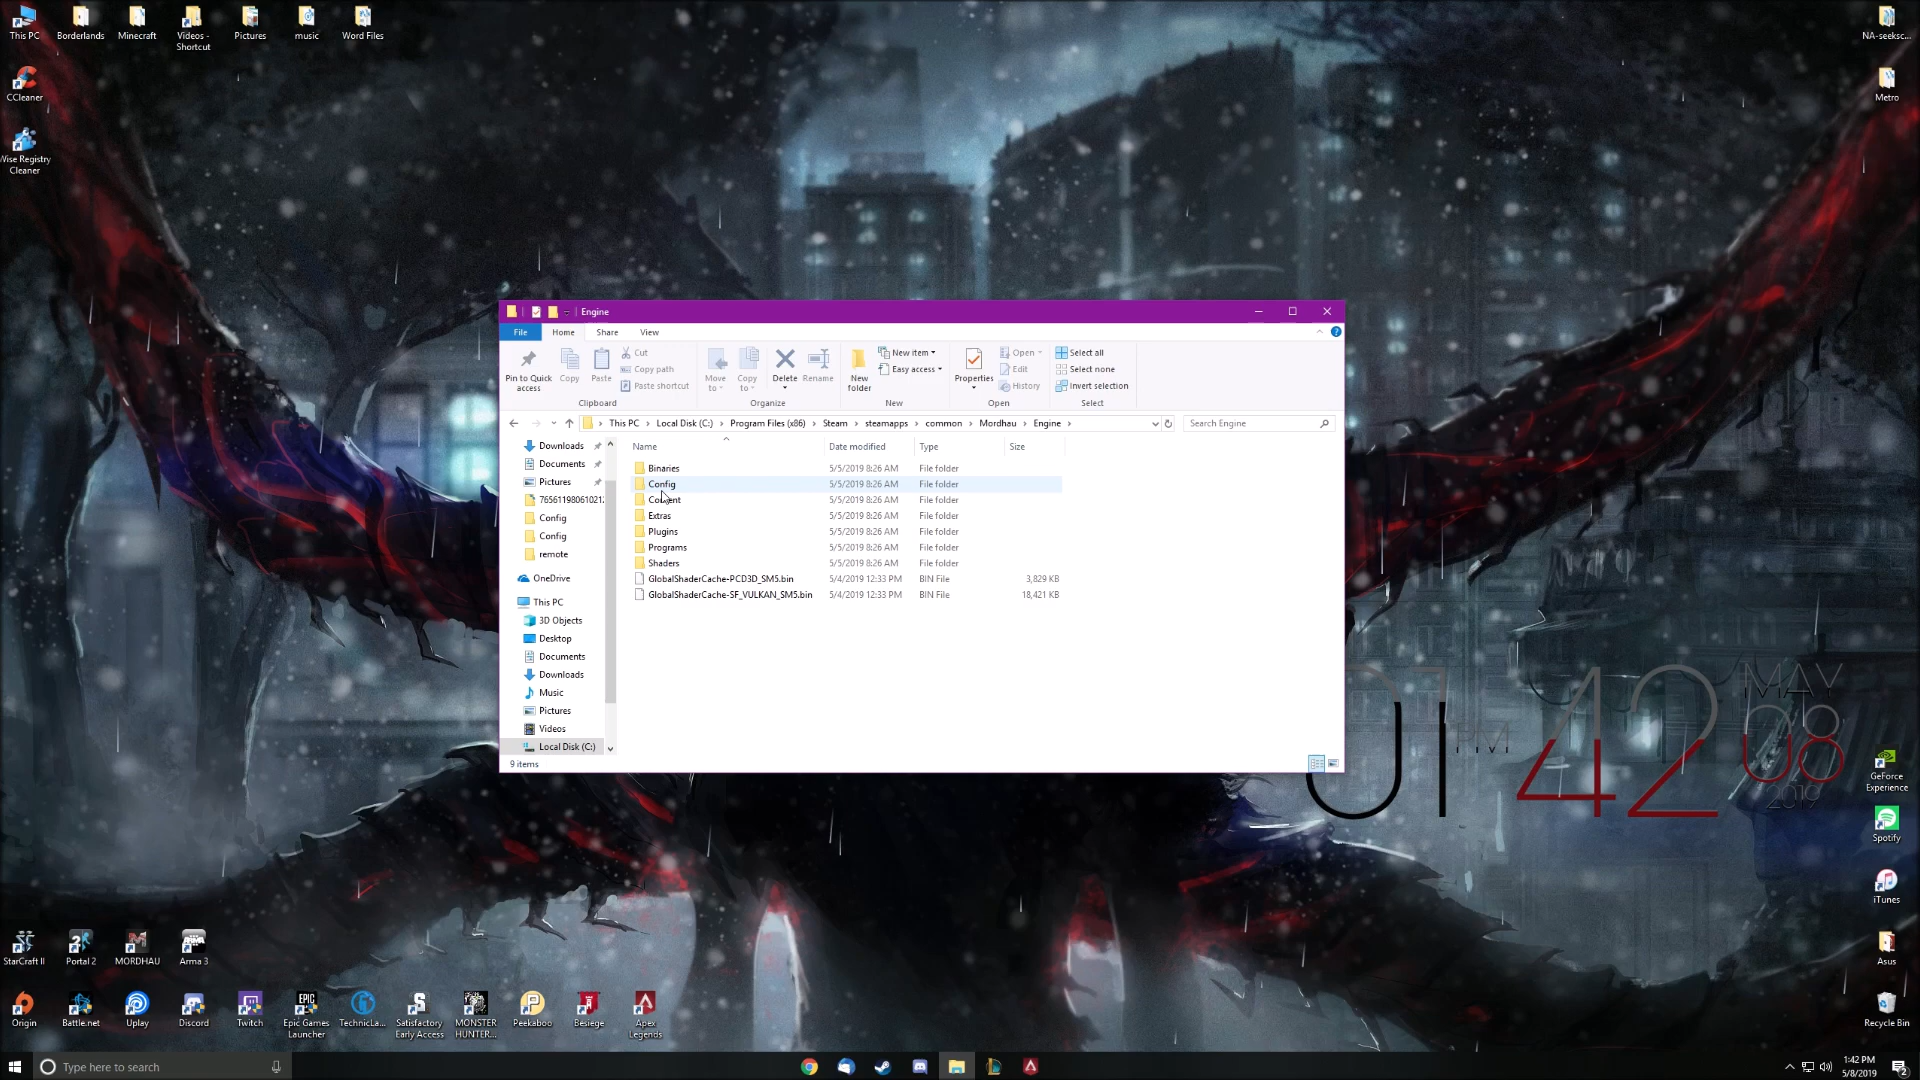 This PC
Borderlands
Minecraft
Videos -
Shortcut
Pictures
music
Word Files
NA-seeksc...
CCleaner
Metro
Wise Registry
Cleaner
Engine
File
Home
Share
View
Pin to Quick
access
Copy
Paste
Cut
Copy path
Paste shortcut
Clipboard
Move
to
Copy
to
Delete
Rename
Organize
New
folder
New item
Easy access
New
Properties
Open
Edit
History
Open
Select all
Select none
Invert selection
Select
This PC > Local Disk (C:) > Program Files (x86) > Steam > steamapps > common > Mordhau > Engine >
Search Engine
Downloads
Documents
Pictures
7656119806102
Config
Config
remote
OneDrive
This PC
3D Objects
Desktop
Documents
Downloads
Music
Pictures
Videos
Local Disk (C:)
Name Date modified Type Size
Binaries 5/5/2019 8:26 AM File folder
Config 5/5/2019 8:26 AM File folder
Content 5/5/2019 8:26 AM File folder
Extras 5/5/2019 8:26 AM File folder
Plugins 5/5/2019 8:26 AM File folder
Programs 5/5/2019 8:26 AM File folder
Shaders 5/5/2019 8:26 AM File folder
GlobalShaderCache-PCD3D_SM5.bin 5/4/2019 12:33 PM BIN File 3,829 KB
GlobalShaderCache-SF_VULKAN_SM5.bin 5/4/2019 12:33 PM BIN File 18,421 KB
9 items
01 PM 42
MAY
08
2019
GeForce
Experience
Spotify
iTunes
Asus
Recycle Bin
StarCraft II
Portal 2
MORDHAU
Arma 3
Origin
Battle.net
Uplay
Discord
Twitch
Epic Games
Launcher
TechnicLa...
Satisfactory
Early Access
MONSTER
HUNTER...
Peekaboo
Besiege
Apex
Legends
Type here to search
1:42 PM
5/8/2019
2